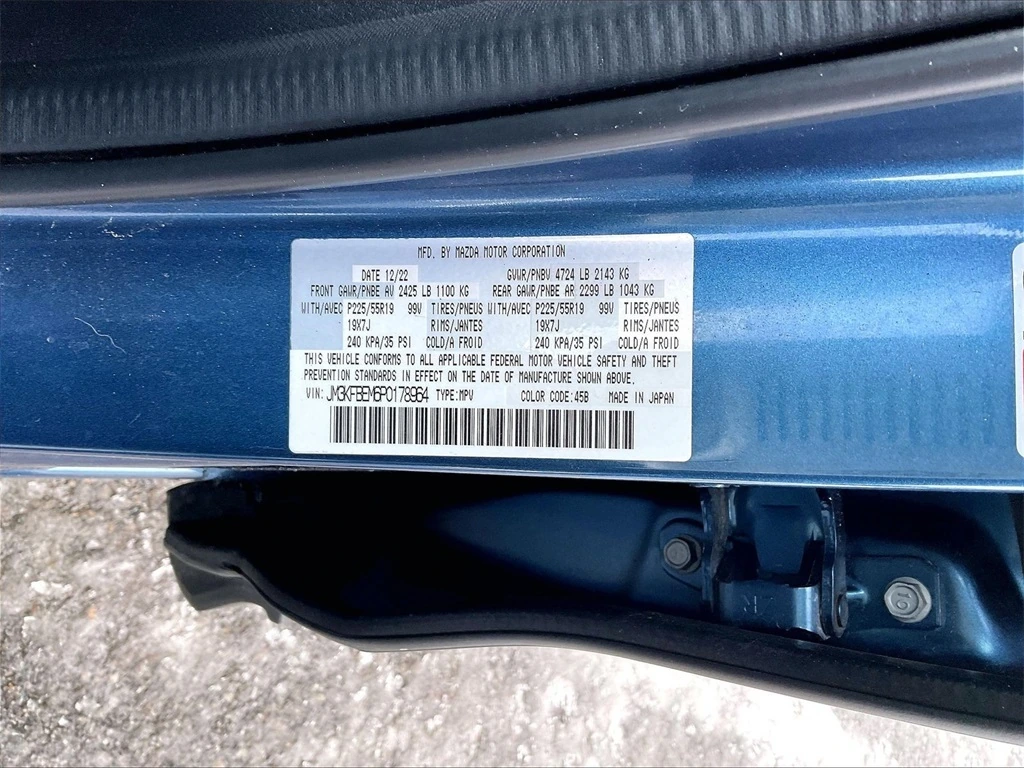 MFD. BY MAZDA MOTOR CORPORATION
DATE 12/22 GVWR/PNBV 4724 LB 2143 KG
FRONT GAWR/PNBE AV 2425 LB 1100 KG REAR GAWR/PNBE AR 2299 LB 1043 KG
WITH/AVEC P225/55R19 99V TIRES/PNEUS WITH/AVEC P225/55R19 99V TIRES/PNEUS
19X7J RIMS/JANTES 19X7J RIMS/JANTES
240 KPA/35 PSI COLD/A FROID 240 KPA/35 PSI COLD/A FROID
THIS VEHICLE CONFORMS TO ALL APPLICABLE FEDERAL MOTOR VEHICLE SAFETY AND THEFT
PREVENTION STANDARDS IN EFFECT ON THE DATE OF MANUFACTURE SHOWN ABOVE.
VIN: JM3KFBEM6P0178964 TYPE:MPV COLOR CODE:45B MADE IN JAPAN
10